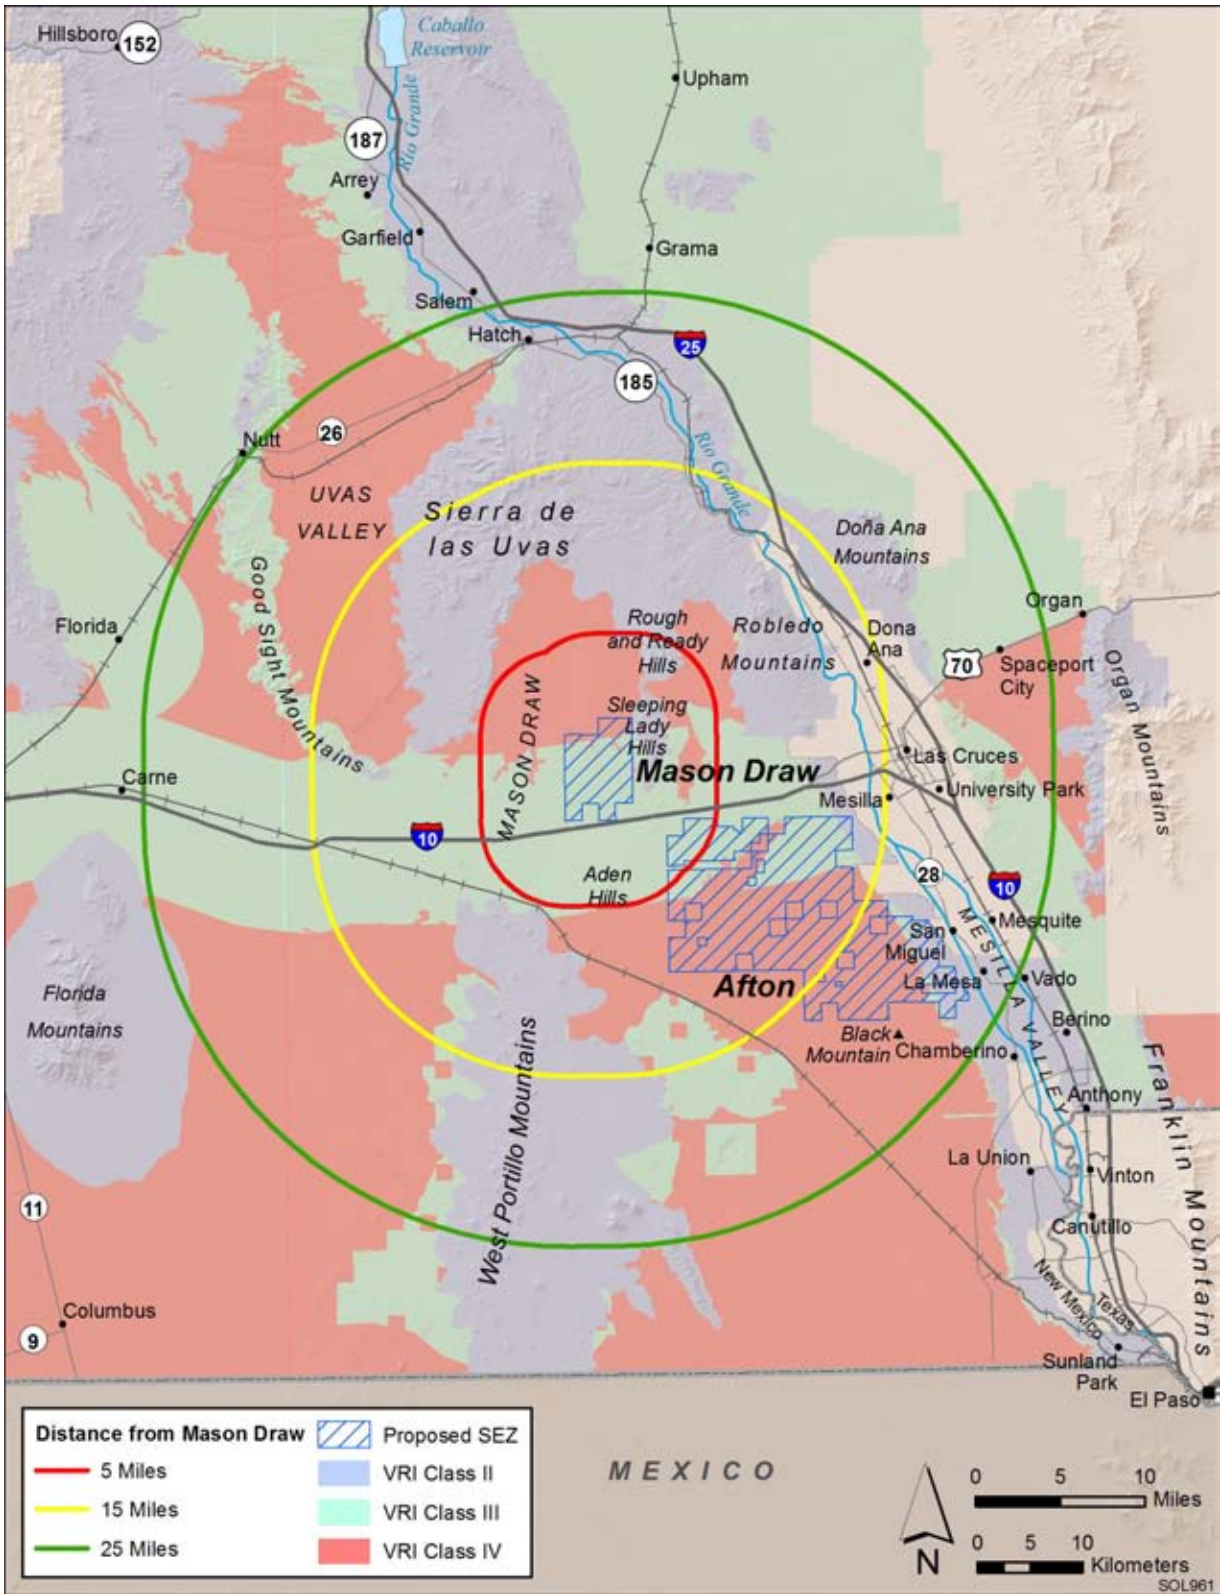 Hillsboro
152
Caballo
Reservoir
Upham
Rio Grande
187
Arrey
Garfield
Grama
Salem
Hatch
25
185
26
Nutt
Rio Grande
UVAS
VALLEY
Sierra de
las Uvas
Doña Ana
Mountains
Good Sight Mountains
Organ
Florida
Rough
and Ready
Hills
Robledo
Mountains
Dona
Ana
70
Spaceport
City
Organ Mountains
MASON DRAW
Sleeping
Lady
Hills
Las Cruces
Mason Draw
Carne
University Park
Mesilla
10
Aden
Hills
28
10
Mesquite
San
Miguel
MESILLA VALLEY
La Mesa
Vado
Afton
Florida
Mountains
Black
Mountain
Berino
Chamberino
West Portillo Mountains
Anthony
Franklin Mountains
La Union
Vinton
11
Canutillo
New Mexico
Texas
Columbus
9
Sunland
Park
El Paso
MEXICO
Distance from Mason Draw
5 Miles
15 Miles
25 Miles
Proposed SEZ
VRI Class II
VRI Class III
VRI Class IV
N
0 5 10
Miles
0 5 10
Kilometers
SOL961